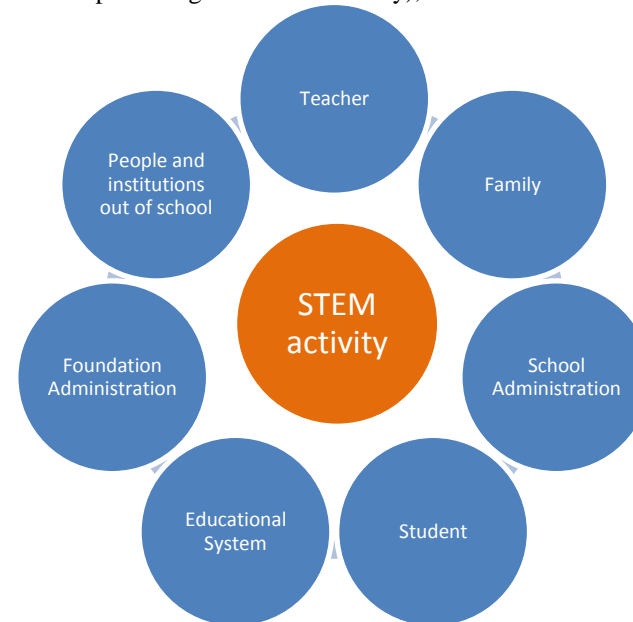 Teacher
Family
School
Administration
Student
Educational
System
Foundation
Administration
People and
institutions
out of school
STEM
activity